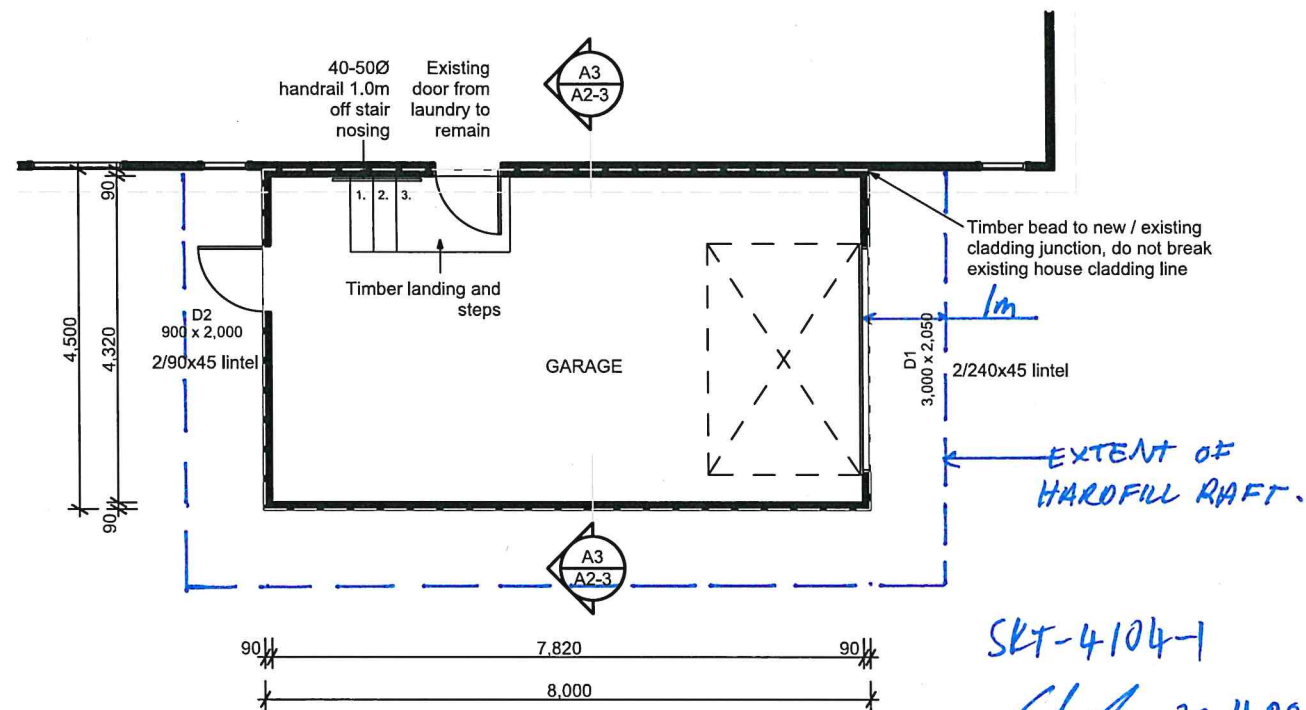 40-50Ø
handrail 1.0m
off stair
nosing
Existing
door from
laundry to
remain
A3
A2-3
90
1.
2.
3.
Timber bead to new / existing
cladding junction, do not break
existing house cladding line
Timber landing and
steps
1m
D2
900 x 2,000
2/90x45 lintel
4,500
4,320
GARAGE
X
D1
3,000 x 2,050
2/240x45 lintel
EXTENT OF
HARDFILL RAFT.
90
A3
A2-3
90
7,820
90
8,000
SKT-4104-1